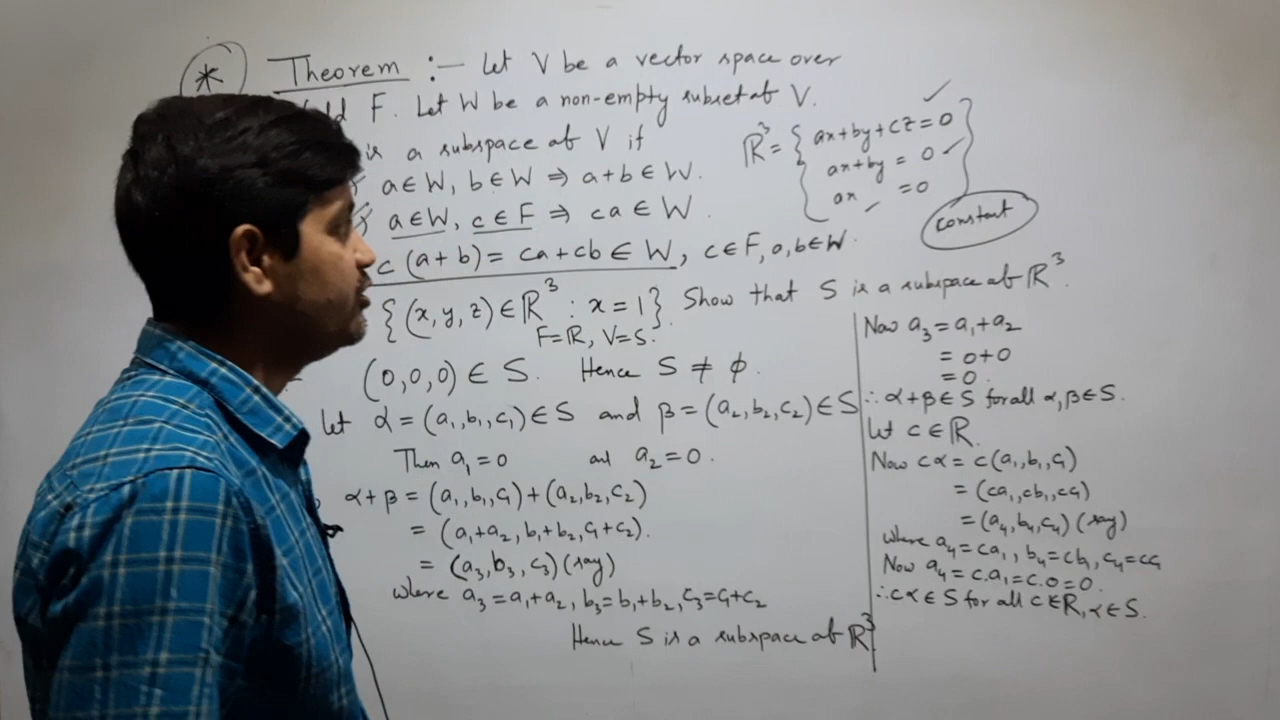 * Theorem :— Let V be a vector space over
F. Let W be a non-empty subset of V.
is a subspace of V if
a∈W, b∈W ⇒ a+b∈W.
a∈W, c∈F ⇒ ca∈W.
c(a+b) = ca+cb ∈ W, c∈F, a,b∈W.
ℝ³ = { ax+by+cz=0
ax+by = 0
ax = 0 }
constant
{(x,y,z)∈ℝ³ : x=1}. Show that S is a subspace of ℝ³.
F=ℝ, V=S.
(0,0,0)∈S. Hence S ≠ ϕ.
Let α=(a₁,b₁,c₁)∈S and β=(a₂,b₂,c₂)∈S
Then a₁=0 and a₂=0.
α+β = (a₁,b₁,c₁)+(a₂,b₂,c₂)
= (a₁+a₂, b₁+b₂, c₁+c₂).
= (a₃,b₃,c₃)(say)
where a₃=a₁+a₂, b₃=b₁+b₂, c₃=c₁+c₂
Now a₃=a₁+a₂
= 0+0
= 0.
∴ α+β∈S for all α,β∈S.
Let c∈ℝ.
Now cα = c(a₁,b₁,c₁)
= (ca₁,cb₁,cc₁)
= (a₄,b₄,c₄)(say)
where a₄=ca₁, b₄=cb₁, c₄=cc₁
Now a₄=c.a₁=c.0=0.
∴ cα∈S for all c∈ℝ, α∈S.
Hence S is a subspace of ℝ³